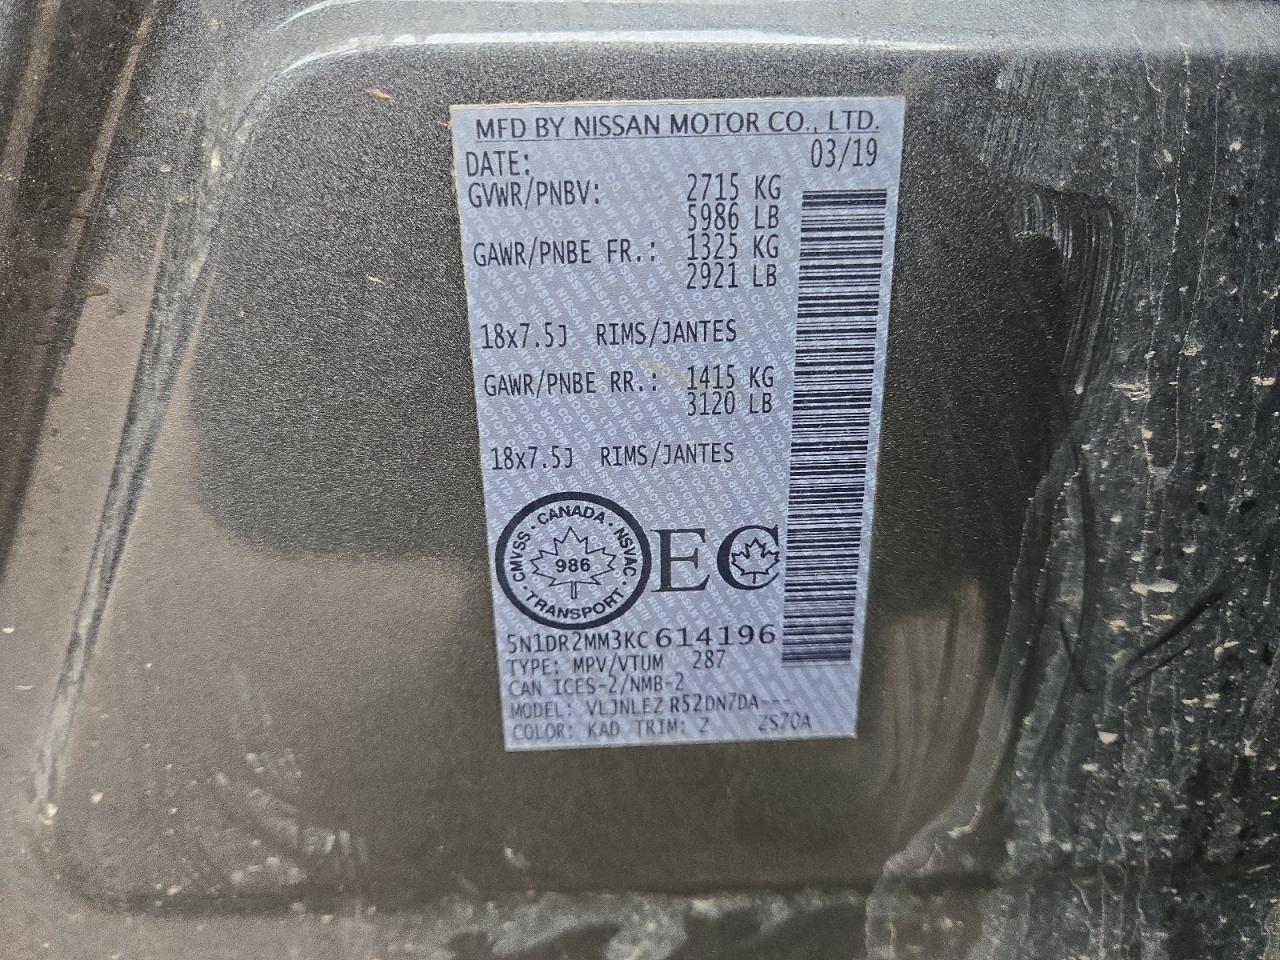 MFD BY NISSAN MOTOR CO., LTD.
DATE: 03/19
GVWR/PNBV: 2715 KG
5986 LB
GAWR/PNBE FR.: 1325 KG
2921 LB
18x7.5J RIMS/JANTES
GAWR/PNBE RR.: 1415 KG
3120 LB
18x7.5J RIMS/JANTES
CMVSS · CANADA · NSVAC · TRANSPORT ·
986
EC
5N1DR2MM3KC614196
TYPE: MPV/VTUM 287
CAN ICES-2/NMB-2
MODEL: VLJNLEZ R52DN7DA---
COLOR: KAD TRIM: Z ZS70A